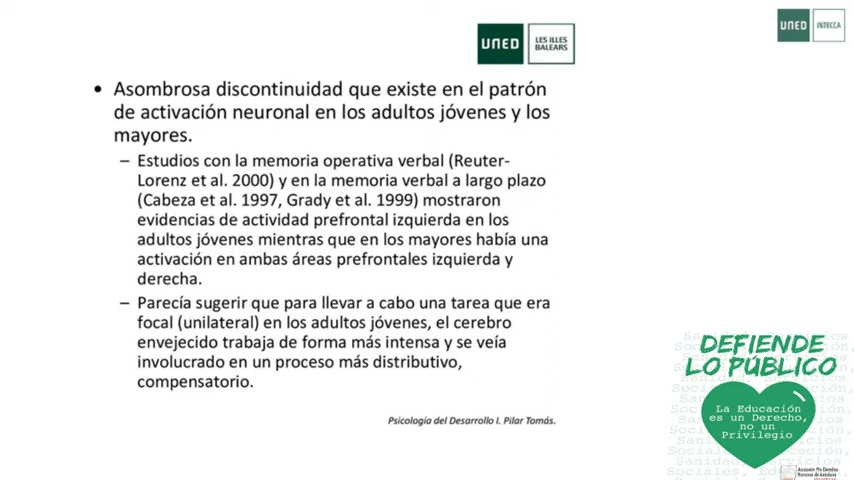 UNED
LES ILLES
BALEARS
UNED
INTECCA
• Asombrosa discontinuidad que existe en el patrón
de activación neuronal en los adultos jóvenes y los
mayores.
– Estudios con la memoria operativa verbal (Reuter-
Lorenz et al. 2000) y en la memoria verbal a largo plazo
(Cabeza et al. 1997, Grady et al. 1999) mostraron
evidencias de actividad prefrontal izquierda en los
adultos jóvenes mientras que en los mayores había una
activación en ambas áreas prefrontales izquierda y
derecha.
– Parecía sugerir que para llevar a cabo una tarea que era
focal (unilateral) en los adultos jóvenes, el cerebro
envejecido trabaja de forma más intensa y se veía
involucrado en un proceso más distributivo,
compensatorio.
Psicología del Desarrollo I. Pilar Tomás.
DEFIENDE
LO PÚBLICO
La Educación
es un Derecho,
no un
Privilegio